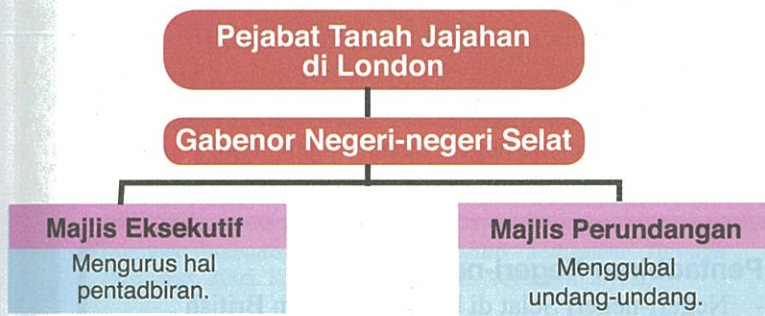 Pejabat Tanah Jajahan
di London
Gabenor Negeri-negeri Selat
Majlis Eksekutif
Mengurus hal
pentadbiran.
Majlis Perundangan
Menggubal
undang-undang.